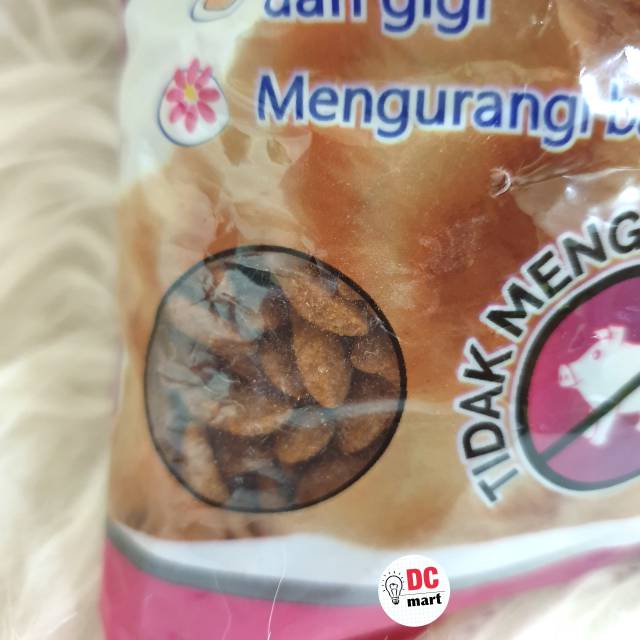 dan gigi
Mengurangi
TIDAK MENG
DC
mart